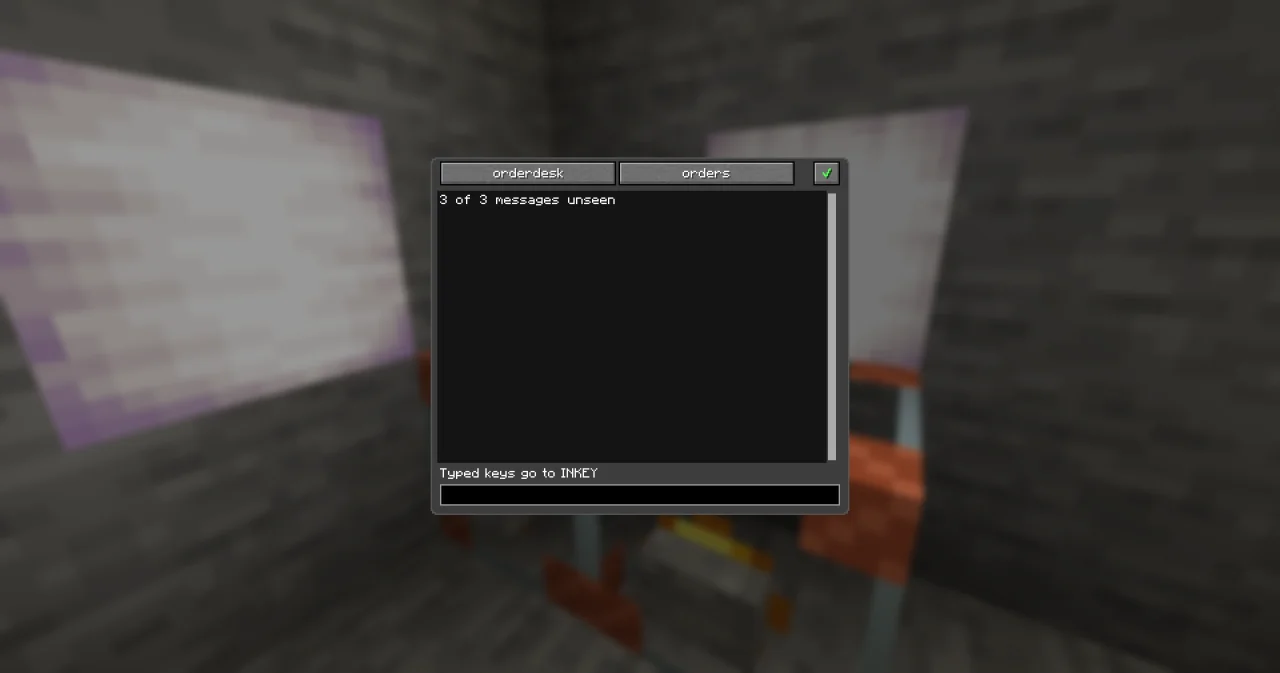 orderdesk orders ✓
3 of 3 messages unseen
Typed keys go to INKEY